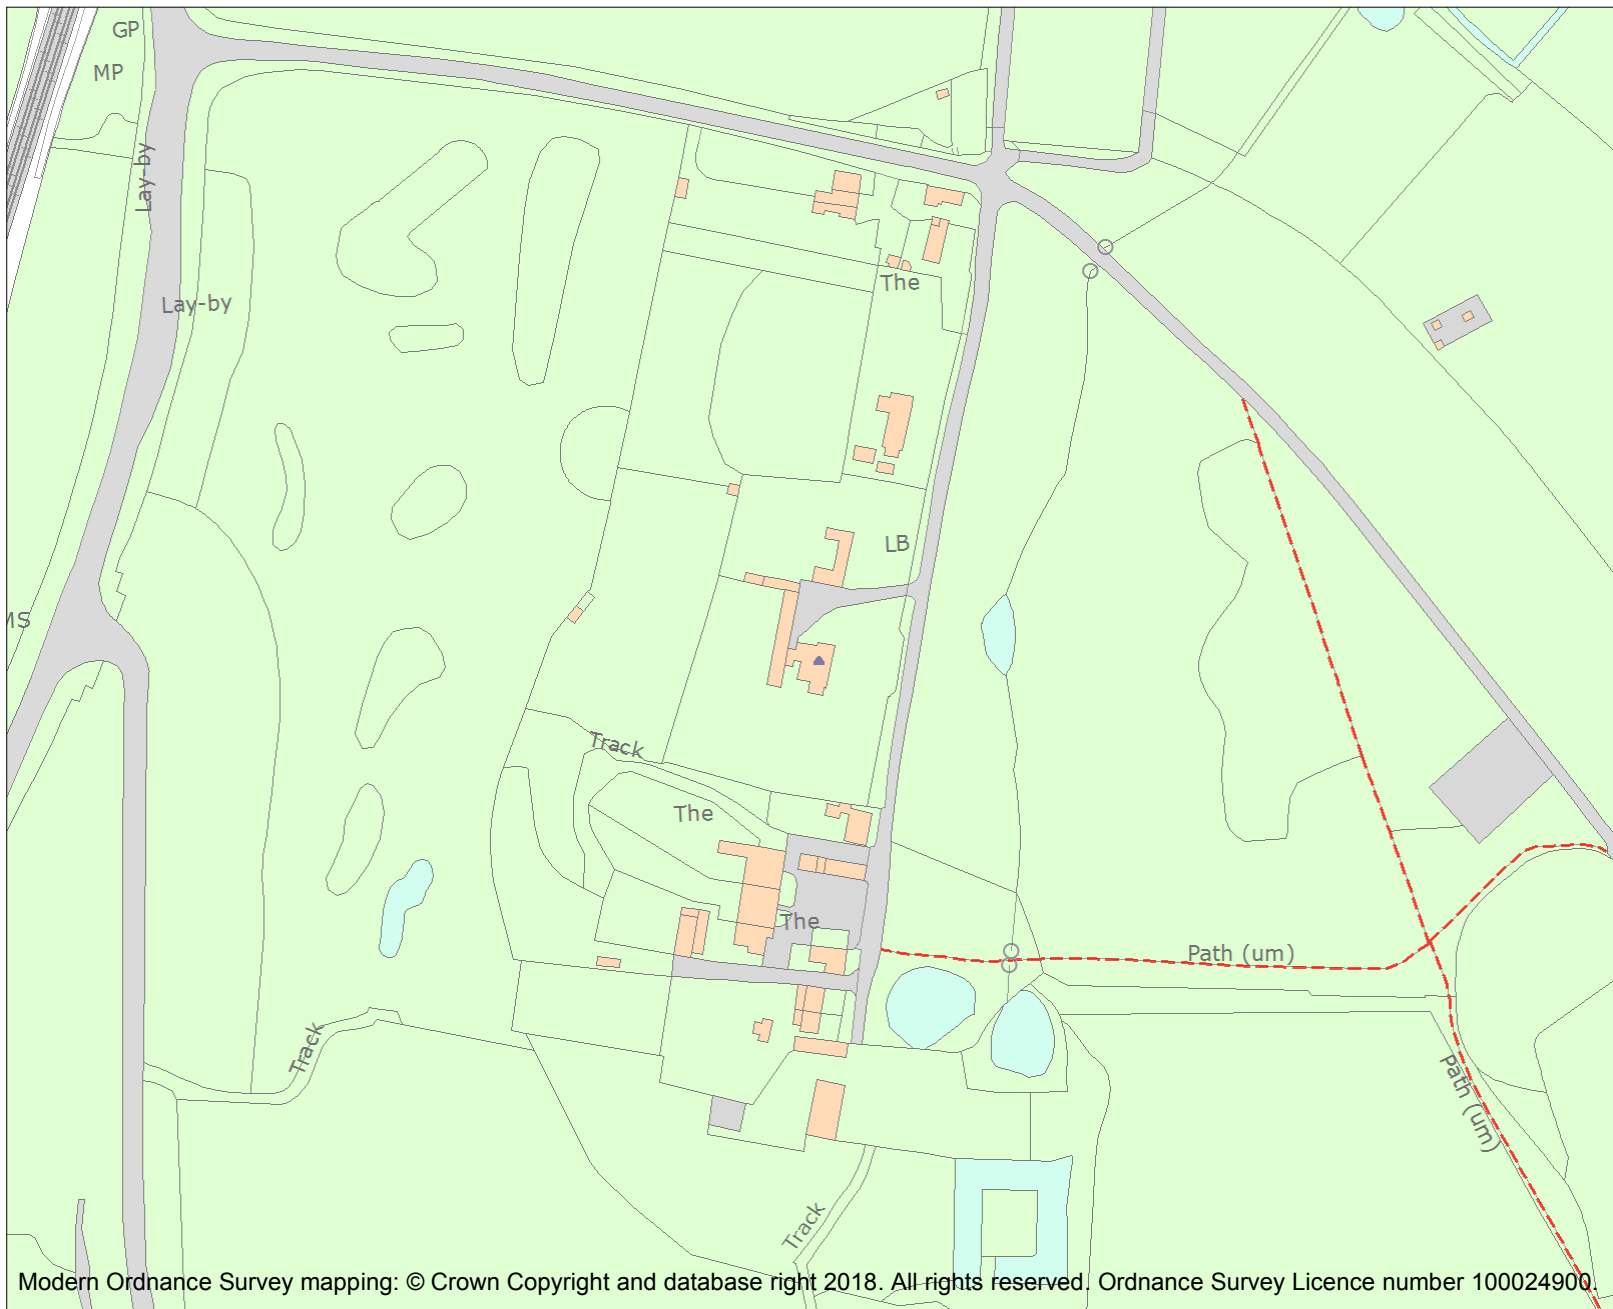 GP
MP
Lay-by
Lay-by
The
LB
MS
Track
The
The
Path (um)
Track
Path (um)
Track
Modern Ordnance Survey mapping: © Crown Copyright and database right 2018. All rights reserved. Ordnance Survey Licence number 100024900.